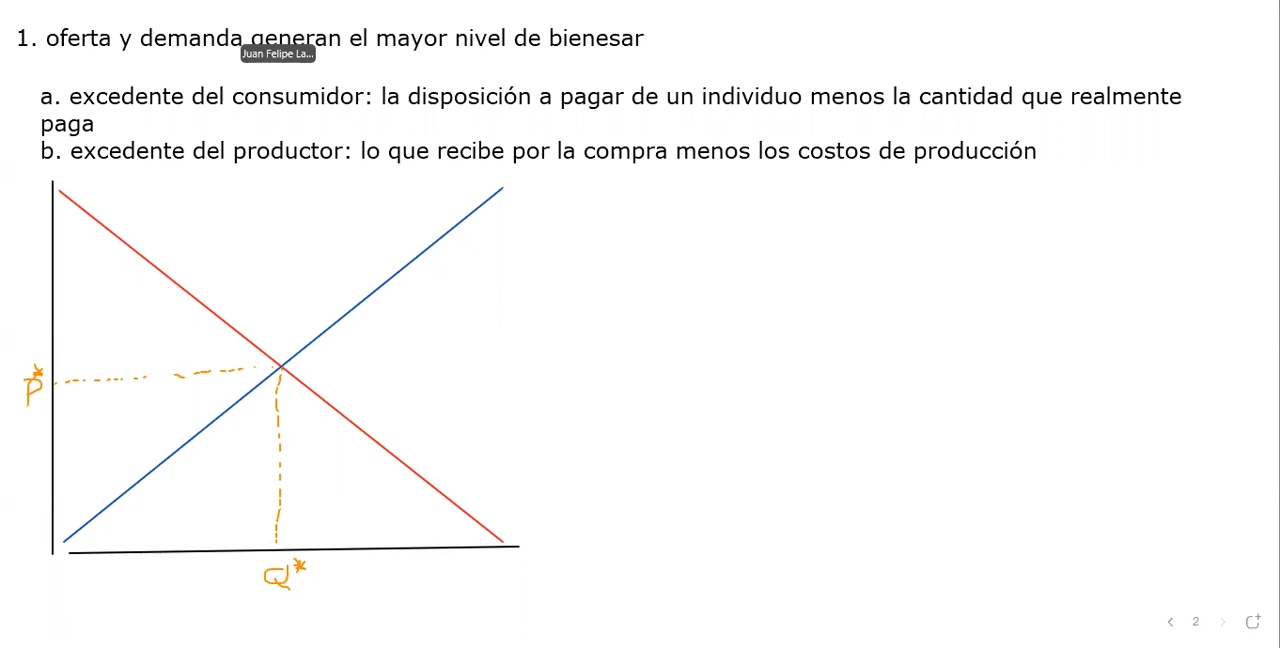 1. oferta y demanda generan el mayor nivel de bienesar
Juan Felipe La...
a. excedente del consumidor: la disposición a pagar de un individuo menos la cantidad que realmente
paga
b. excedente del productor: lo que recibe por la compra menos los costos de producción
P*
Q*
2